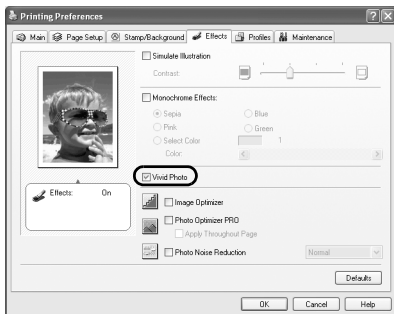 Printing Preferences
Main Page Setup Stamp/Background Effects Profiles Maintenance
Simulate Illustration
Contrast:
Monochrome Effects:
Sepia Blue
Pink Green
Select Color 1
Color:
Vivid Photo
Effects: On
Image Optimizer
Photo Optimizer PRO
Apply Throughout Page
Photo Noise Reduction Normal
Defaults
OK Cancel Help